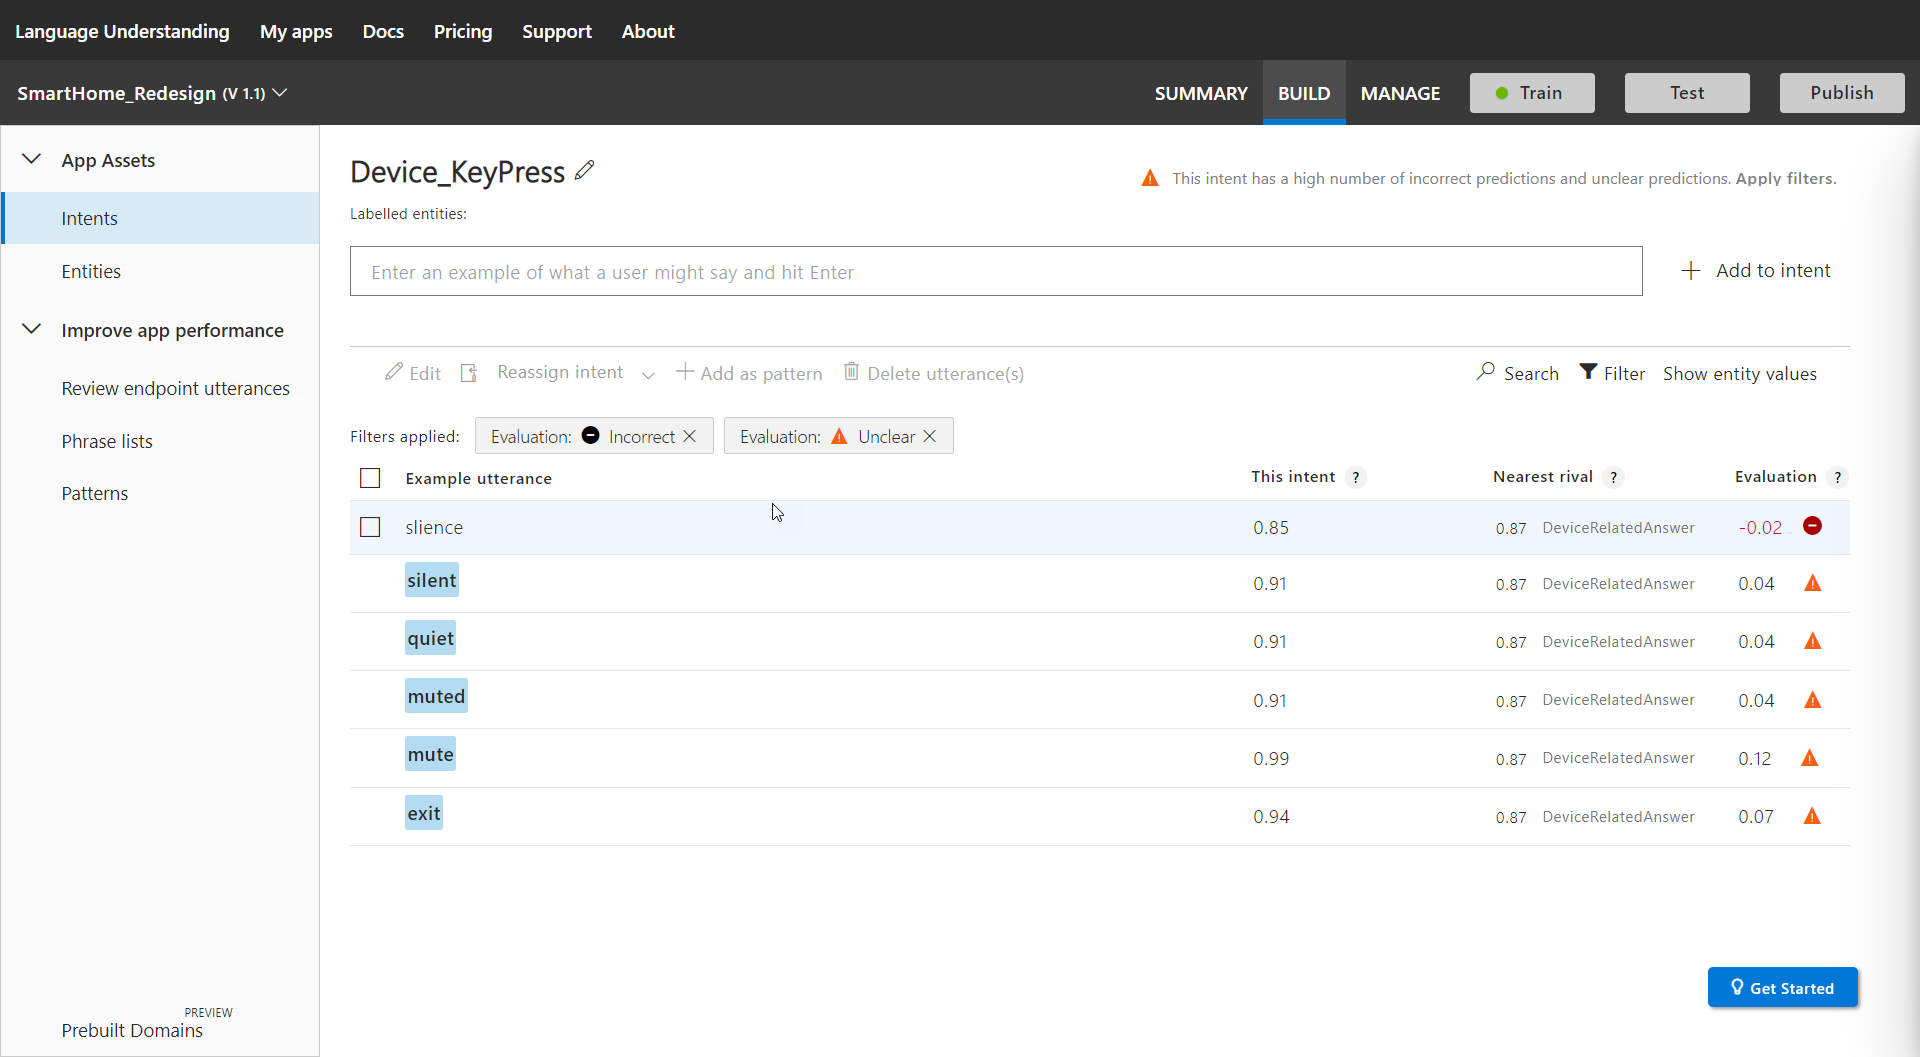 Language Understanding My apps Docs Pricing Support About
SmartHome_Redesign (V 1.1) SUMMARY BUILD MANAGE Train Test Publish
App Assets
Intents
Entities
Improve app performance
Review endpoint utterances
Phrase lists
Patterns
PREVIEW
Prebuilt Domains
Device_KeyPress
This intent has a high number of incorrect predictions and unclear predictions. Apply filters.
Labelled entities:
Enter an example of what a user might say and hit Enter
Add to intent
Edit Reassign intent Add as pattern Delete utterance(s) Search Filter Show entity values
Filters applied: Evaluation: Incorrect Evaluation: Unclear
Example utterance This intent ? Nearest rival ? Evaluation ?
slience 0.85 0.87 DeviceRelatedAnswer -0.02
silent 0.91 0.87 DeviceRelatedAnswer 0.04
quiet 0.91 0.87 DeviceRelatedAnswer 0.04
muted 0.91 0.87 DeviceRelatedAnswer 0.04
mute 0.99 0.87 DeviceRelatedAnswer 0.12
exit 0.94 0.87 DeviceRelatedAnswer 0.07
Get Started